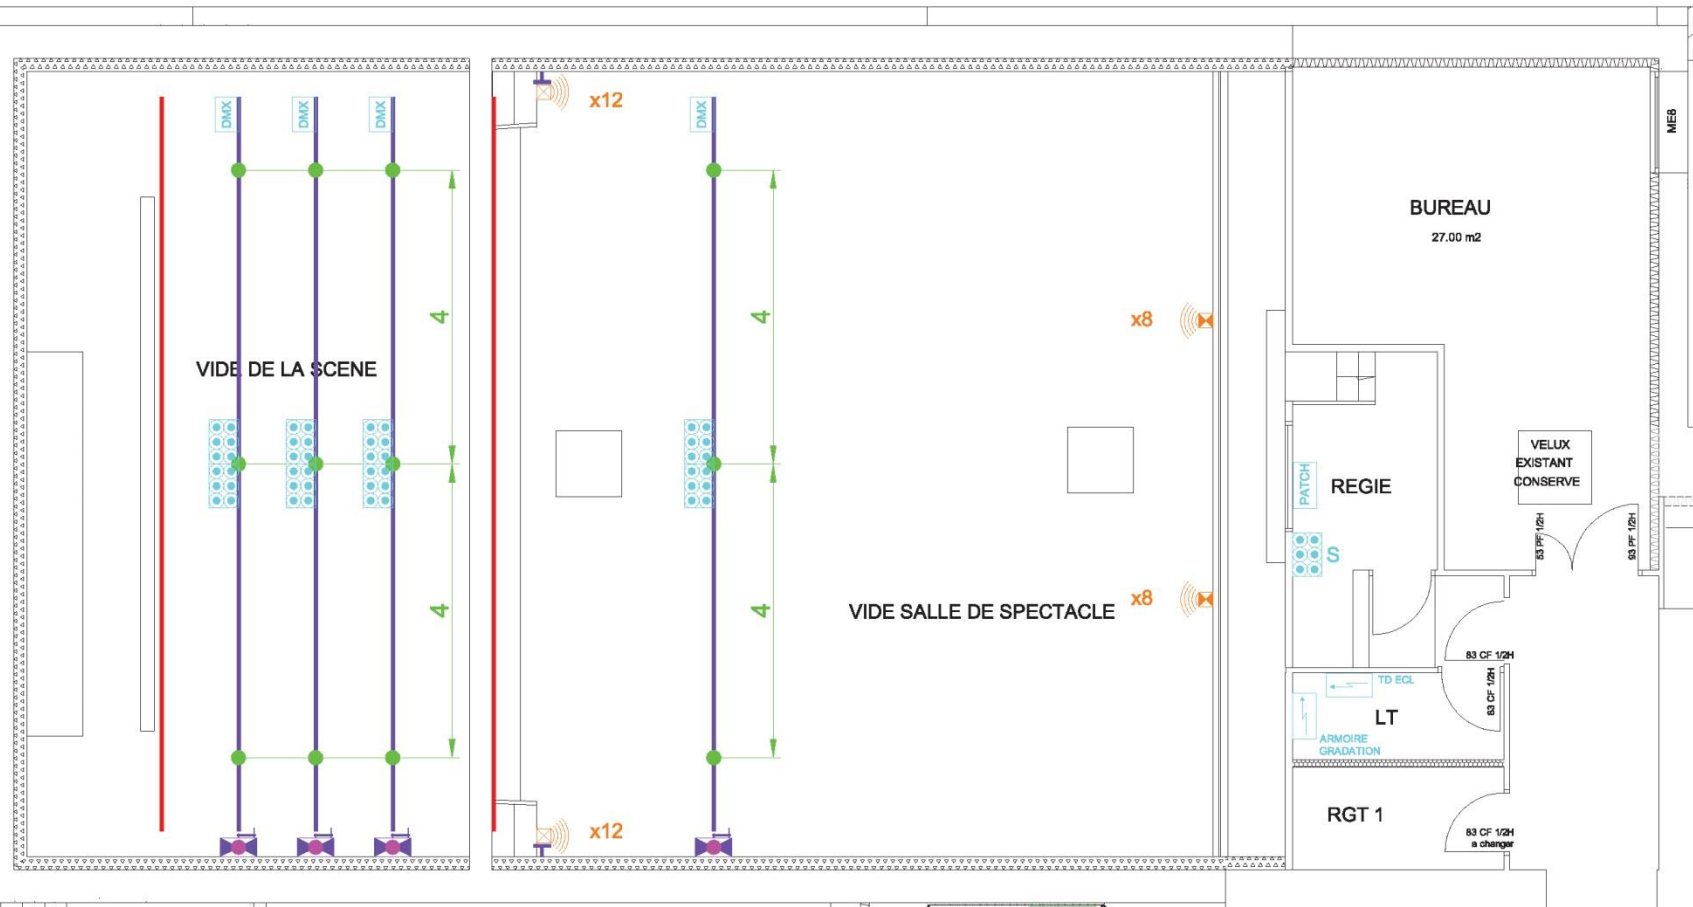 DMX
DMX
DMX
DMX
x12
ME8
BUREAU
27.00 m2
4
4
x8
VIDE DE LA SCENE
VELUX
EXISTANT
CONSERVE
PATCH
REGIE
53 PF 1/2H
93 PF 1/2H
S
4
4
VIDE SALLE DE SPECTACLE
x8
83 CF 1/2H
TD ECL
83 CF 1/2H
LT
ARMOIRE
GRADATION
x12
RGT 1
83 CF 1/2H
a changer